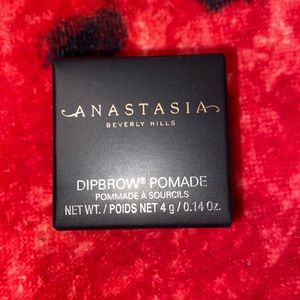 ANASTASIA
BEVERLY HILLS
DIPBROW® POMADE
POMMADE À SOURCILS
NET WT. / POIDS NET 4 g / 0.14 Oz.